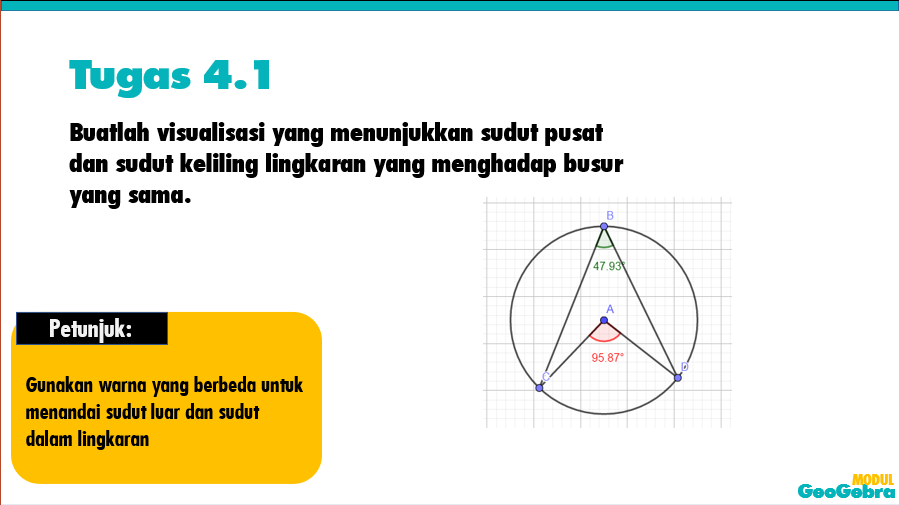 Tugas 4.1
Buatlah visualisasi yang menunjukkan sudut pusat
dan sudut keliling lingkaran yang menghadap busur
yang sama.
B
47.93°
A
95.87°
C
D
Petunjuk:
Gunakan warna yang berbeda untuk
menandai sudut luar dan sudut
dalam lingkaran
MODUL
GeoGebra